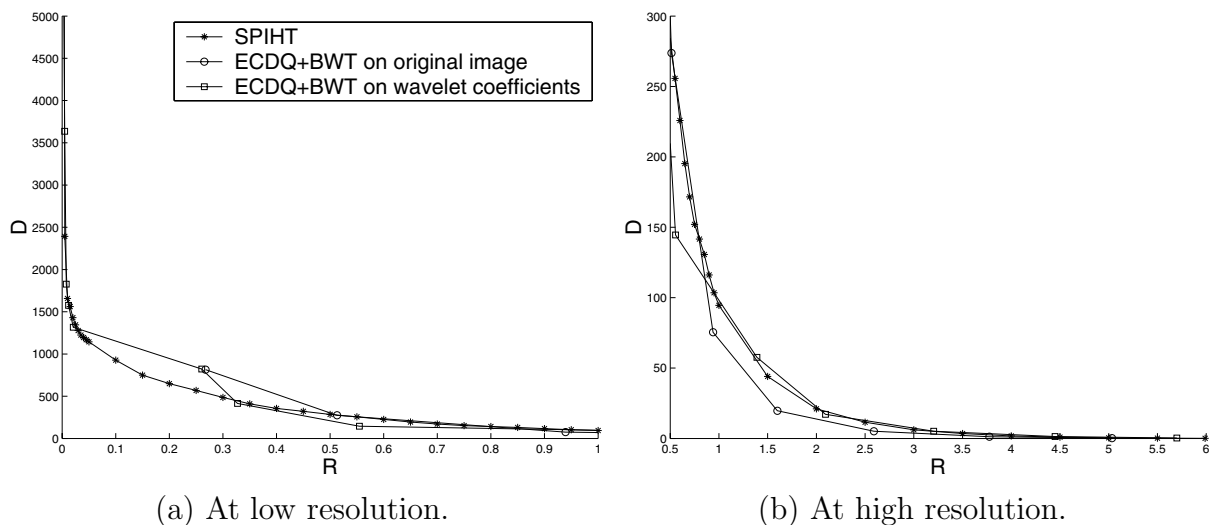 5000
4500
4000
3500
3000
2500
2000
1500
1000
500
0
D
SPIHT
ECDQ+BWT on original image
ECDQ+BWT on wavelet coefficients
0 0.1 0.2 0.3 0.4 0.5 0.6 0.7 0.8 0.9 1
R
(a) At low resolution.
300
250
200
150
100
50
0
D
0.5 1 1.5 2 2.5 3 3.5 4 4.5 5 5.5 6
R
(b) At high resolution.